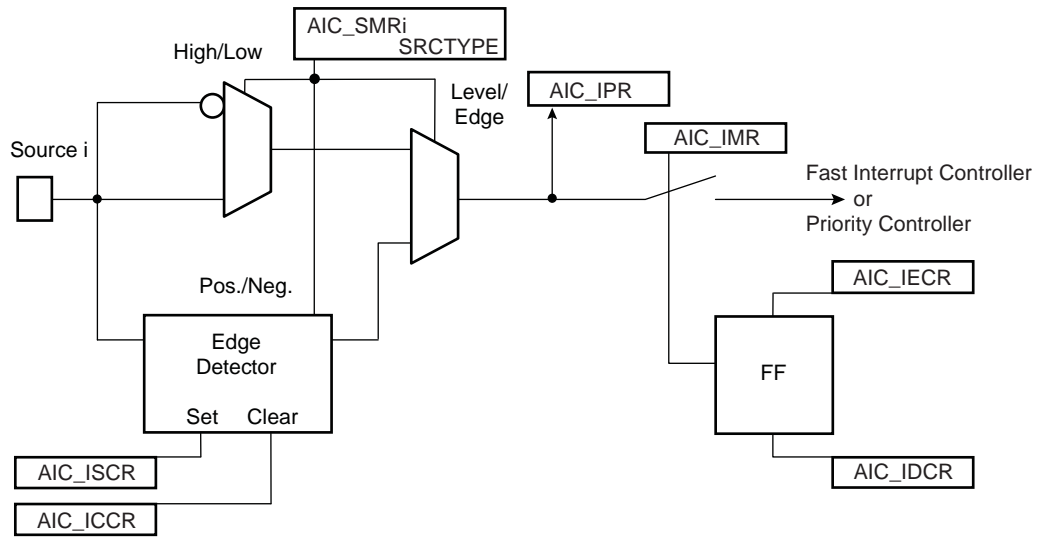 AIC_SMRi
SRCTYPE
High/Low
Level/
Edge
AIC_IPR
AIC_IMR
Source i
Fast Interrupt Controller
or
Priority Controller
Pos./Neg.
AIC_IECR
Edge
Detector
FF
Set Clear
AIC_ISCR
AIC_IDCR
AIC_ICCR